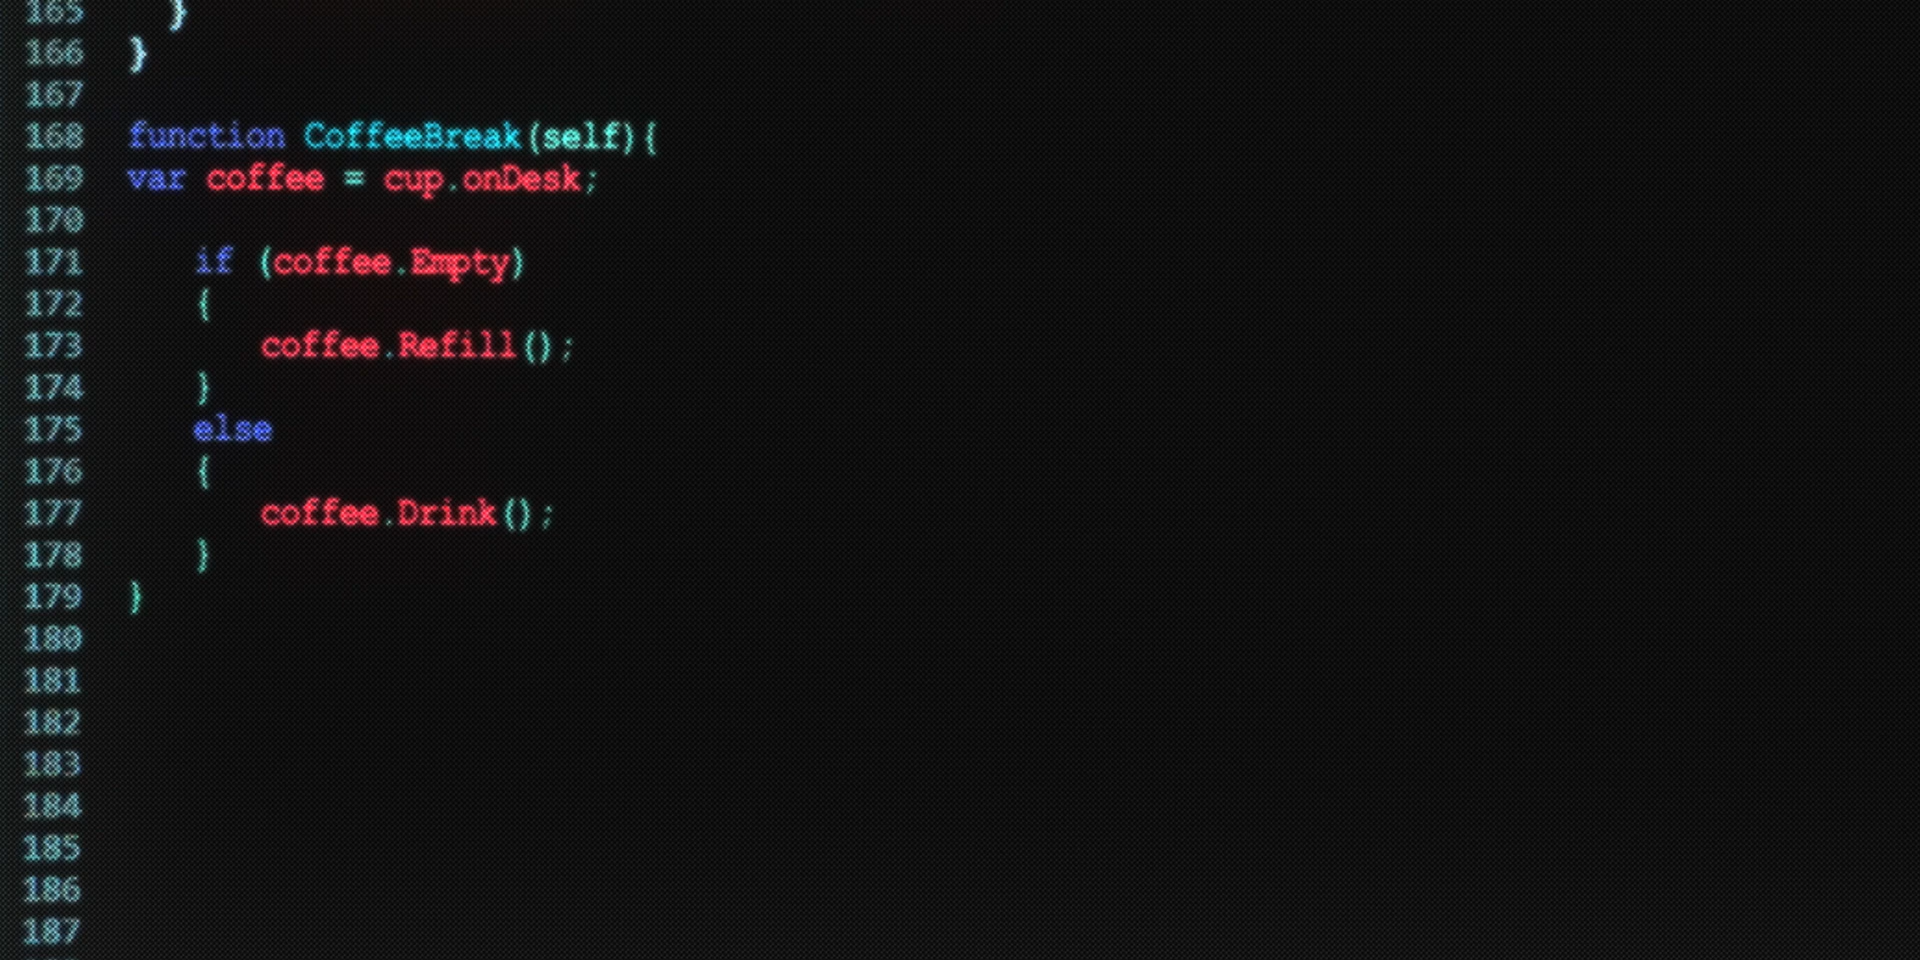 165 }
166 }
167
168 function CoffeeBreak(self){
169 var coffee = cup.onDesk;
170
171 if (coffee.Empty)
172 {
173 coffee.Refill();
174 }
175 else
176 {
177 coffee.Drink();
178 }
179 }
180
181
182
183
184
185
186
187